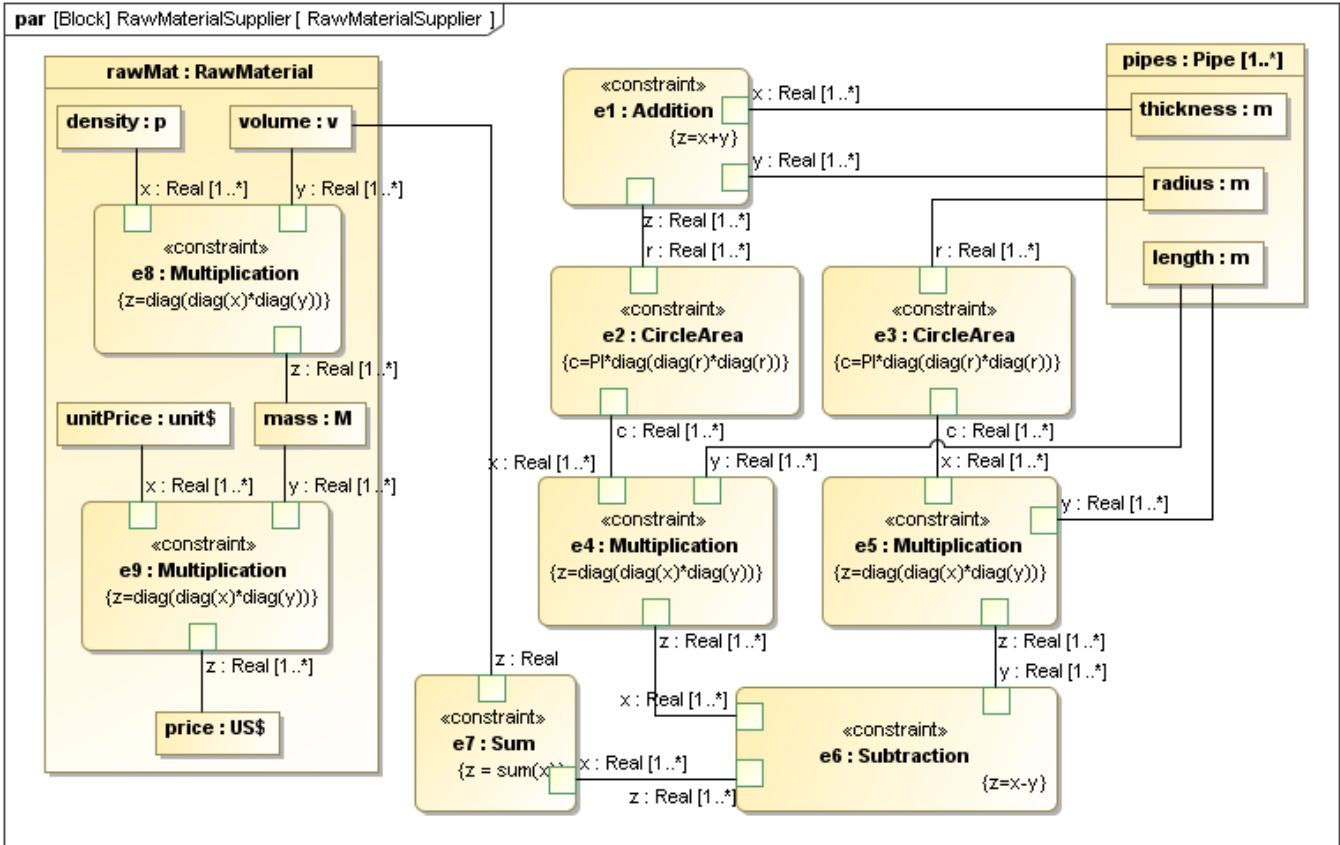 par [Block] RawMaterialSupplier [ RawMaterialSupplier ]
rawMat : RawMaterial
density : p
volume : v
x : Real [1..*]
y : Real [1..*]
«constraint»
e8 : Multiplication
{z=diag(diag(x)*diag(y))}
z : Real [1..*]
unitPrice : unit$
mass : M
x : Real [1..*]
y : Real [1..*]
«constraint»
e9 : Multiplication
{z=diag(diag(x)*diag(y))}
z : Real [1..*]
price : US$
«constraint»
e1 : Addition
{z=x+y}
x : Real [1..*]
y : Real [1..*]
z : Real [1..*]
r : Real [1..*]
pipes : Pipe [1..*]
thickness : m
radius : m
length : m
«constraint»
e2 : CircleArea
{c=PI*diag(diag(r)*diag(r))}
c : Real [1..*]
r : Real [1..*]
«constraint»
e3 : CircleArea
{c=PI*diag(diag(r)*diag(r))}
c : Real [1..*]
x : Real [1..*]
y : Real [1..*]
«constraint»
e4 : Multiplication
{z=diag(diag(x)*diag(y))}
z : Real [1..*]
x : Real [1..*]
x : Real [1..*]
y : Real [1..*]
«constraint»
e5 : Multiplication
{z=diag(diag(x)*diag(y))}
z : Real [1..*]
y : Real [1..*]
z : Real
«constraint»
e7 : Sum
{z = sum(x)}
x : Real [1..*]
z : Real [1..*]
«constraint»
e6 : Subtraction
{z=x-y}